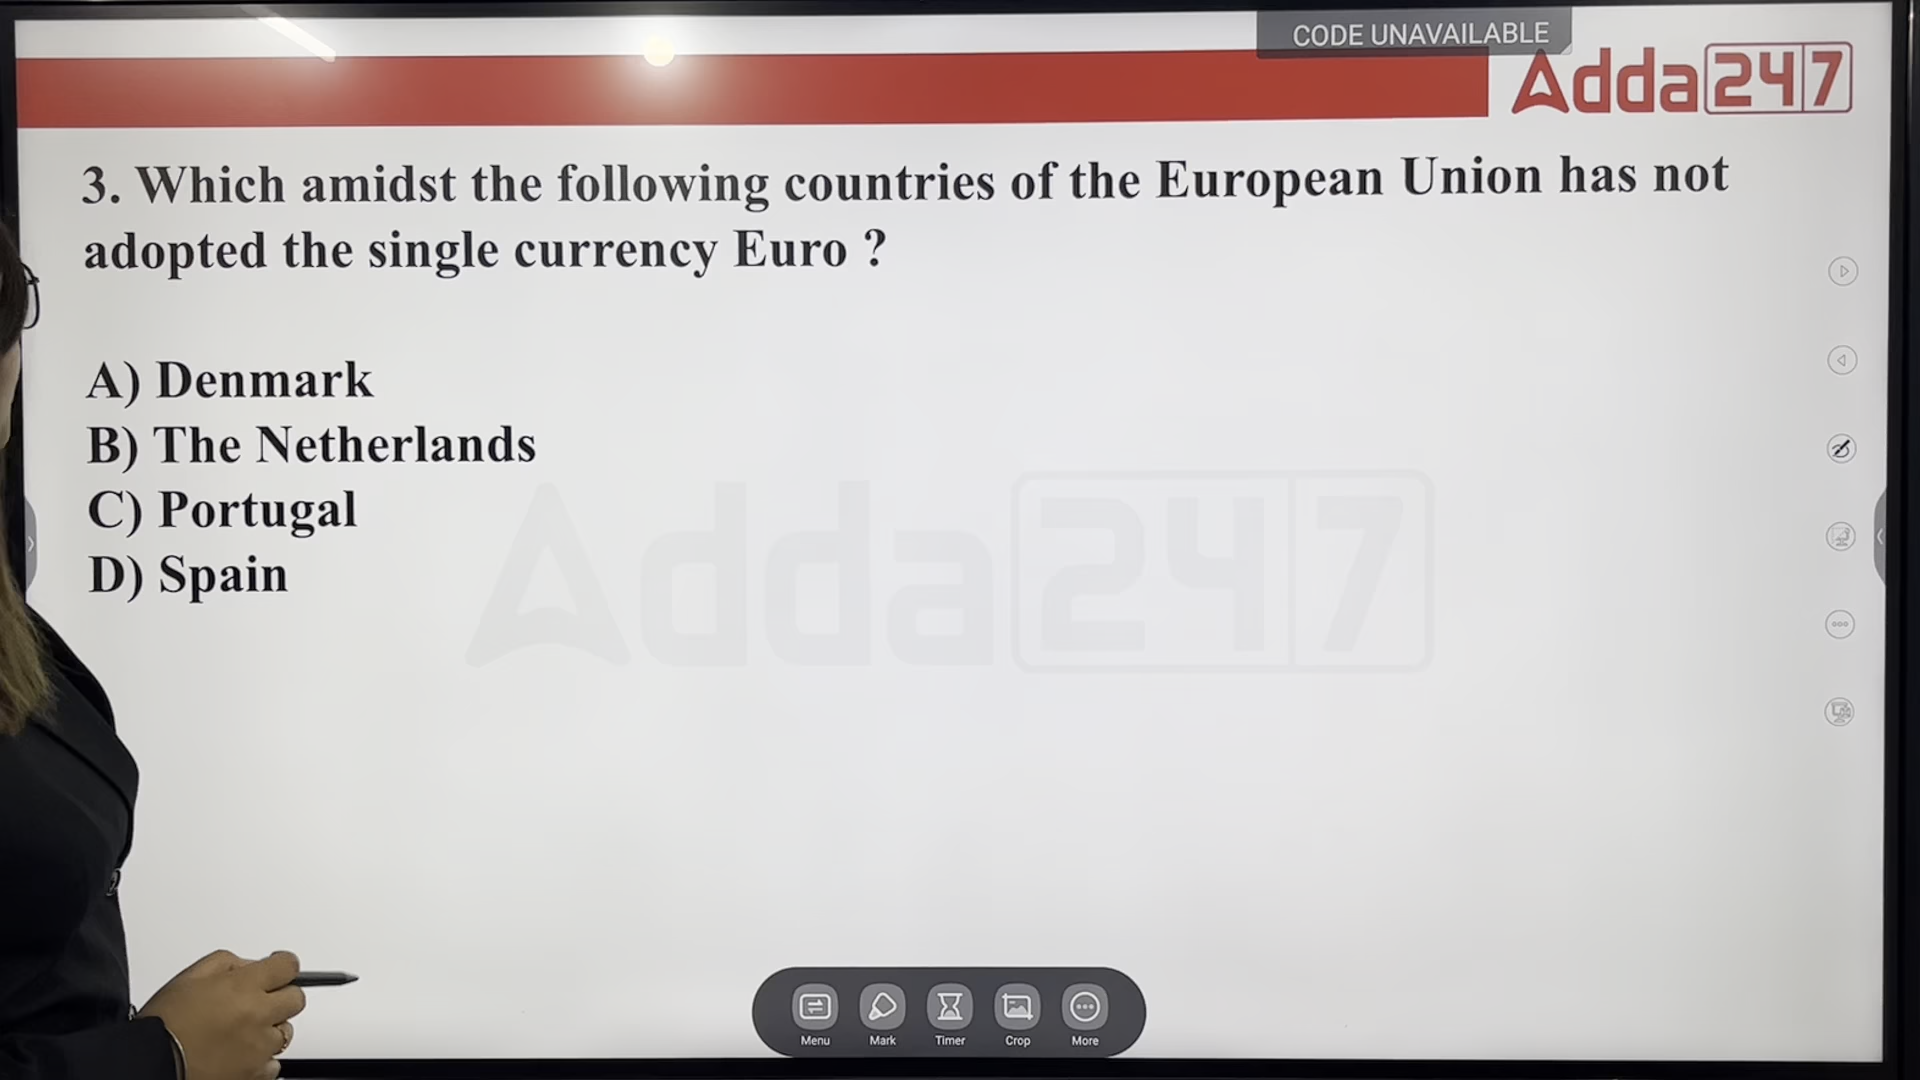 CODE UNAVAILABLE
Adda247
3. Which amidst the following countries of the European Union has not
adopted the single currency Euro ?
A) Denmark
B) The Netherlands
C) Portugal
D) Spain
Adda247
Menu Mark Timer Crop More